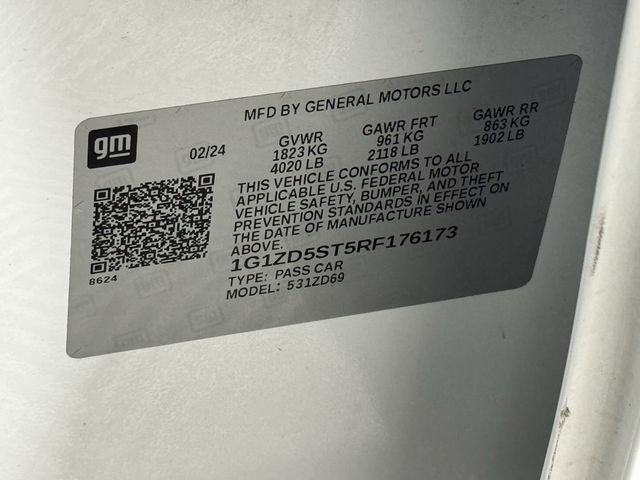 MFD BY GENERAL MOTORS LLC
gm
02/24
GVWR
1823 KG
4020 LB
GAWR FRT
961 KG
2118 LB
GAWR RR
863 KG
1902 LB
THIS VEHICLE CONFORMS TO ALL
APPLICABLE U.S. FEDERAL MOTOR
VEHICLE SAFETY, BUMPER, AND THEFT
PREVENTION STANDARDS IN EFFECT ON
THE DATE OF MANUFACTURE SHOWN
ABOVE.
1G1ZD5ST5RF176173
TYPE: PASS CAR
MODEL: 531ZD69
8624